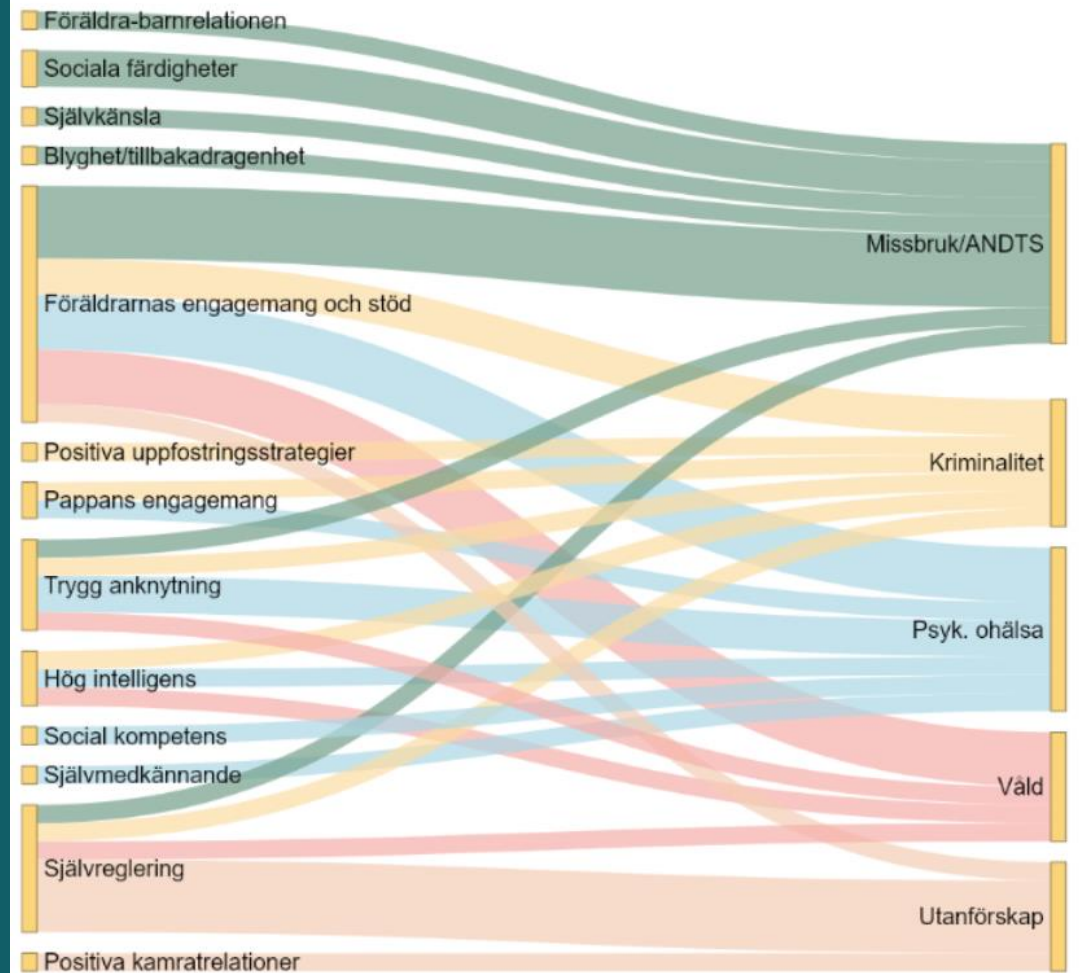 Föräldra-barnrelationen
Sociala färdigheter
Självkänsla
Blyghet/tillbakadragenhet
Föräldrarnas engagemang och stöd
Positiva uppfostringsstrategier
Pappans engagemang
Trygg anknytning
Hög intelligens
Social kompetens
Självmedkännande
Självreglering
Positiva kamratrelationer
Missbruk/ANDTS
Kriminalitet
Psyk. ohälsa
Våld
Utanförskap